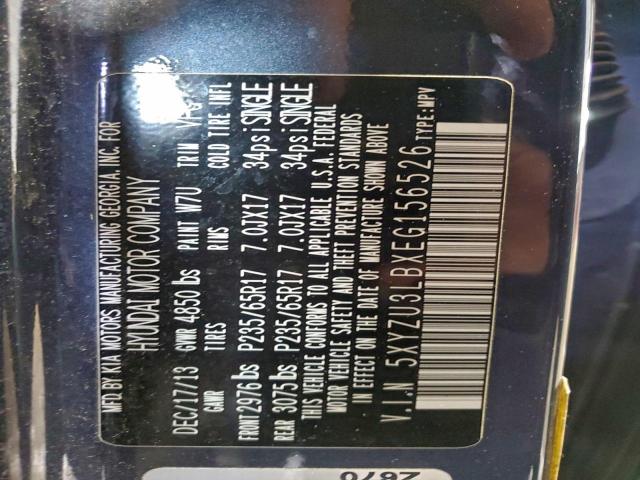 MFD BY KIA MOTORS MANUFACTURING GEORGIA, INC. FOR
HYUNDAI MOTOR COMPANY
DEC/17/13 GVWR 4850 lbs PAINT W7U TRIM
GAWR TIRES RIMS COLD TIRE INFL
FRONT 2976 lbs P235/65R17 7.0JX17 34psi SINGLE
REAR 3075 lbs P235/65R17 7.0JX17 34psi SINGLE
THIS VEHICLE CONFORMS TO ALL APPLICABLE U.S.A. FEDERAL
MOTOR VEHICLE SAFETY AND THEFT PREVENTION STANDARDS
IN EFFECT ON THE DATE OF MANUFACTURE SHOWN ABOVE
V.I.N 5XYZU3LBXEG156526 TYPE:MPV